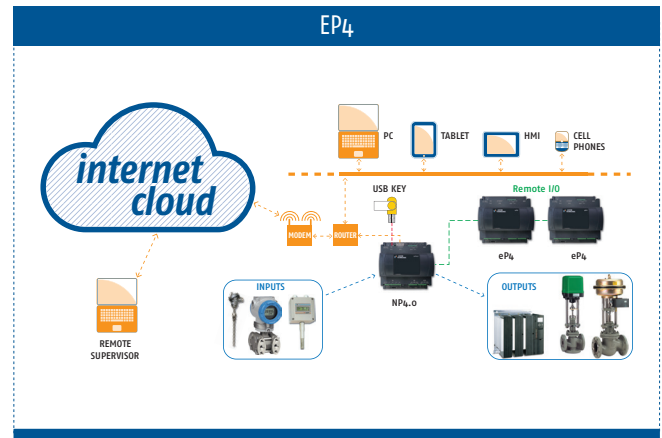 EP4
internet
cloud
PC
TABLET
HMI
CELL
PHONES
USB KEY
Remote I/O
MODEM
ROUTER
eP4
eP4
NP4.0
INPUTS
OUTPUTS
REMOTE
SUPERVISOR